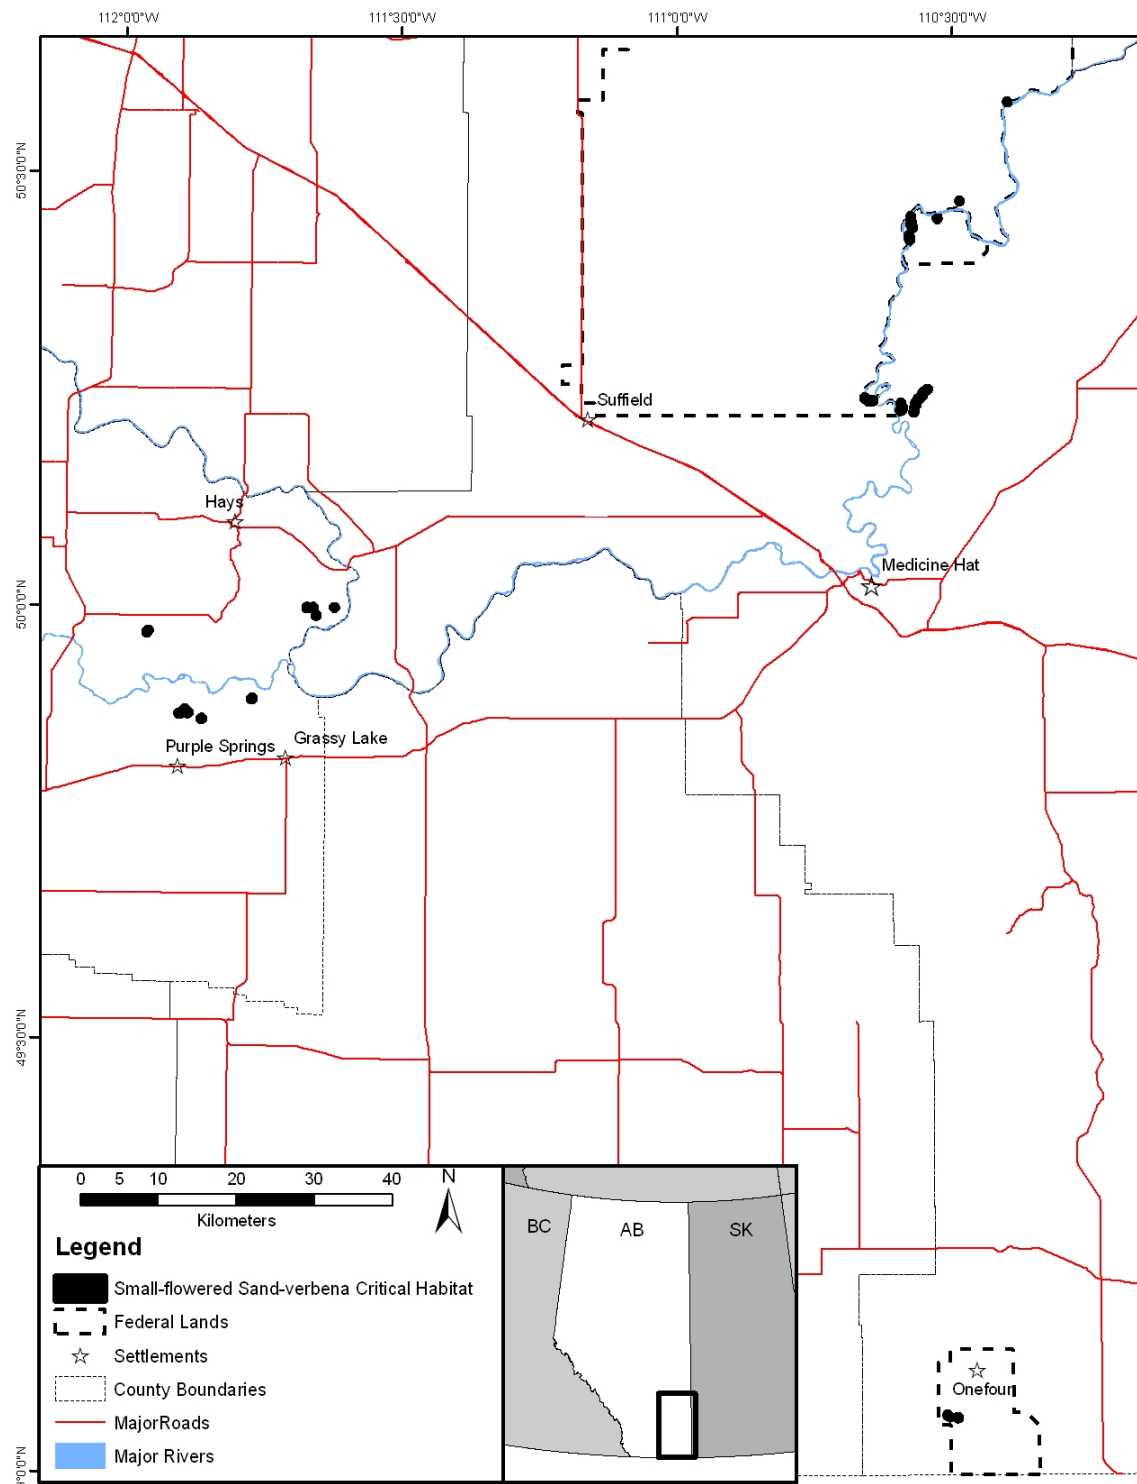 112°0'0"W 111°30'0"W 111°0'0"W 110°30'0"W
50°30'0"N
Suffield
Hays
Medicine Hat
50°0'0"N
Purple Springs
Grassy Lake
49°30'0"N
0 5 10 20 30 40
Kilometers
N
Legend
Small-flowered Sand-verbena Critical Habitat
Federal Lands
Settlements
County Boundaries
MajorRoads
Major Rivers
BC AB SK
Onefour
°0'0"N